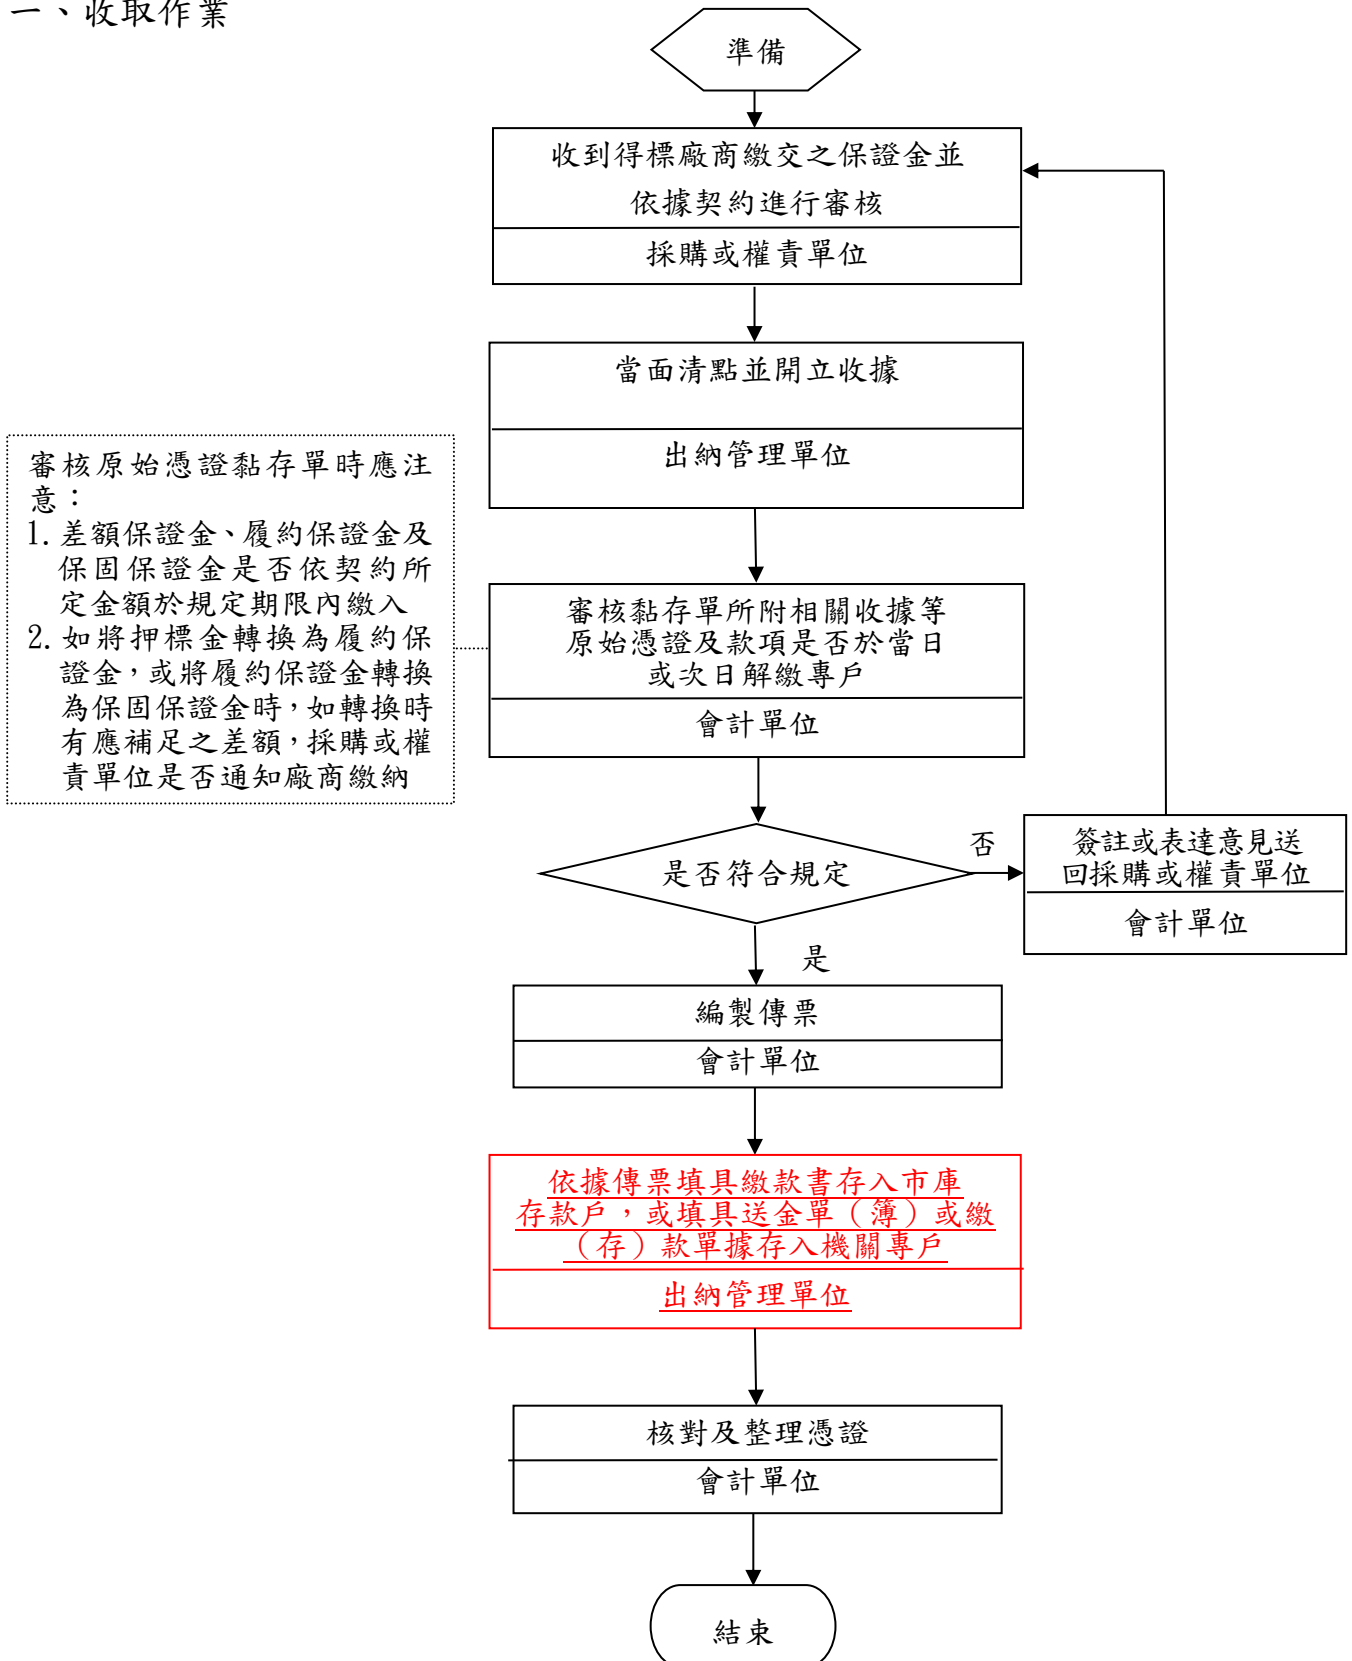 一、收取作業
準備
收到得標廠商繳交之保證金並
依據契約進行審核
採購或權責單位
當面清點並開立收據
出納管理單位
審核原始憑證黏存單時應注
意：
1. 差額保證金、履約保證金及
保固保證金是否依契約所
定金額於規定期限內繳入
2. 如將押標金轉換為履約保
證金，或將履約保證金轉換
為保固保證金時，如轉換時
有應補足之差額，採購或權
責單位是否通知廠商繳納
審核黏存單所附相關收據等
原始憑證及款項是否於當日
或次日解繳專戶
會計單位
是否符合規定
否
簽註或表達意見送
回採購或權責單位
會計單位
是
編製傳票
會計單位
依據傳票填具繳款書存入市庫
存款戶，或填具送金單（簿）或繳
（存）款單據存入機關專戶
出納管理單位
核對及整理憑證
會計單位
結束